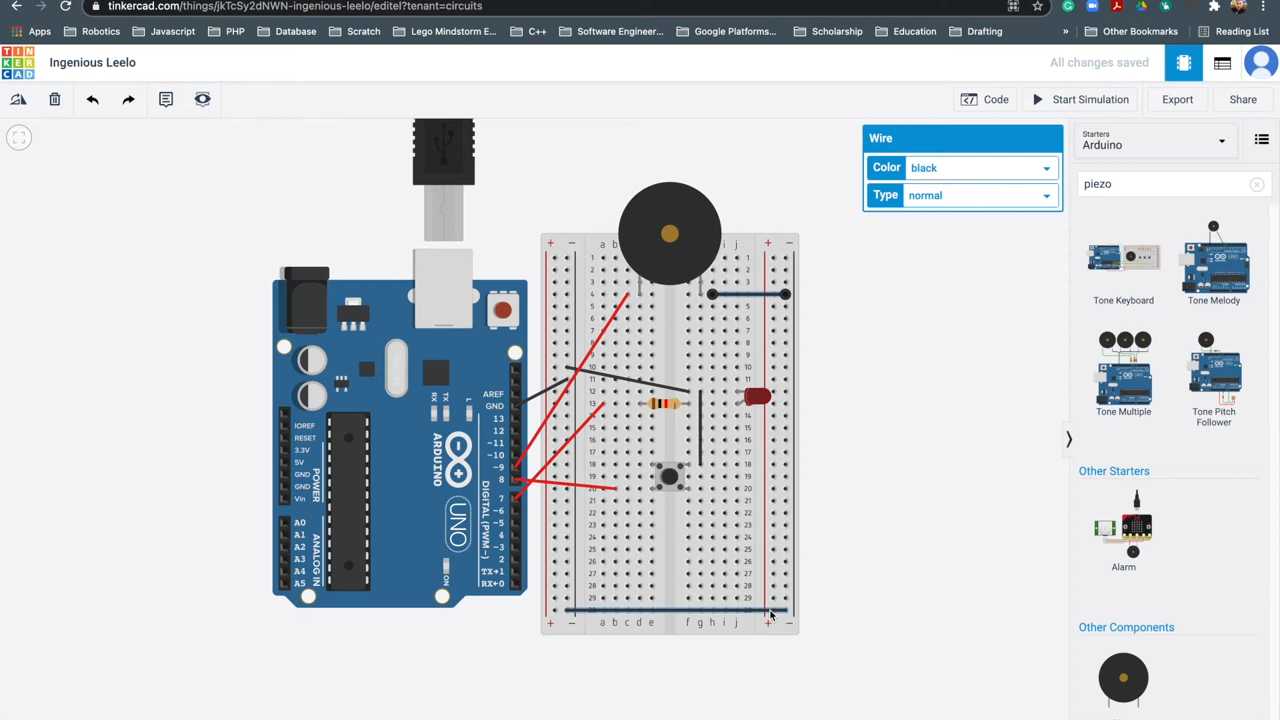 tinkercad.com/things/jkTcSy2dNWN-ingenious-leelo/editel?tenant=circuits
Apps Robotics Javascript PHP Database Scratch Lego Mindstorm E... C++ Software Engineer... Google Platforms... Scholarship Education Drafting » Other Bookmarks Reading List
TIN
KER
CAD
Ingenious Leelo
All changes saved
Code Start Simulation Export Share
Wire
Color black
Type normal
Starters
Arduino
piezo
Tone Keyboard
Tone Melody
Tone Multiple
Tone Pitch
Follower
Other Starters
Alarm
Other Components
AREF
GND
13
12
~11
~10
~9
8
7
~6
~5
4
~3
2
TX→1
RX←0
DIGITAL (PWM~)
RX
TX
L
ARDUINO
UNO
ON
IOREF
RESET
3.3V
5V
GND
GND
Vin
POWER
A0
A1
A2
A3
A4
A5
ANALOG IN
+ − a b h i j + −
+ − a b c d e f g h i j + −